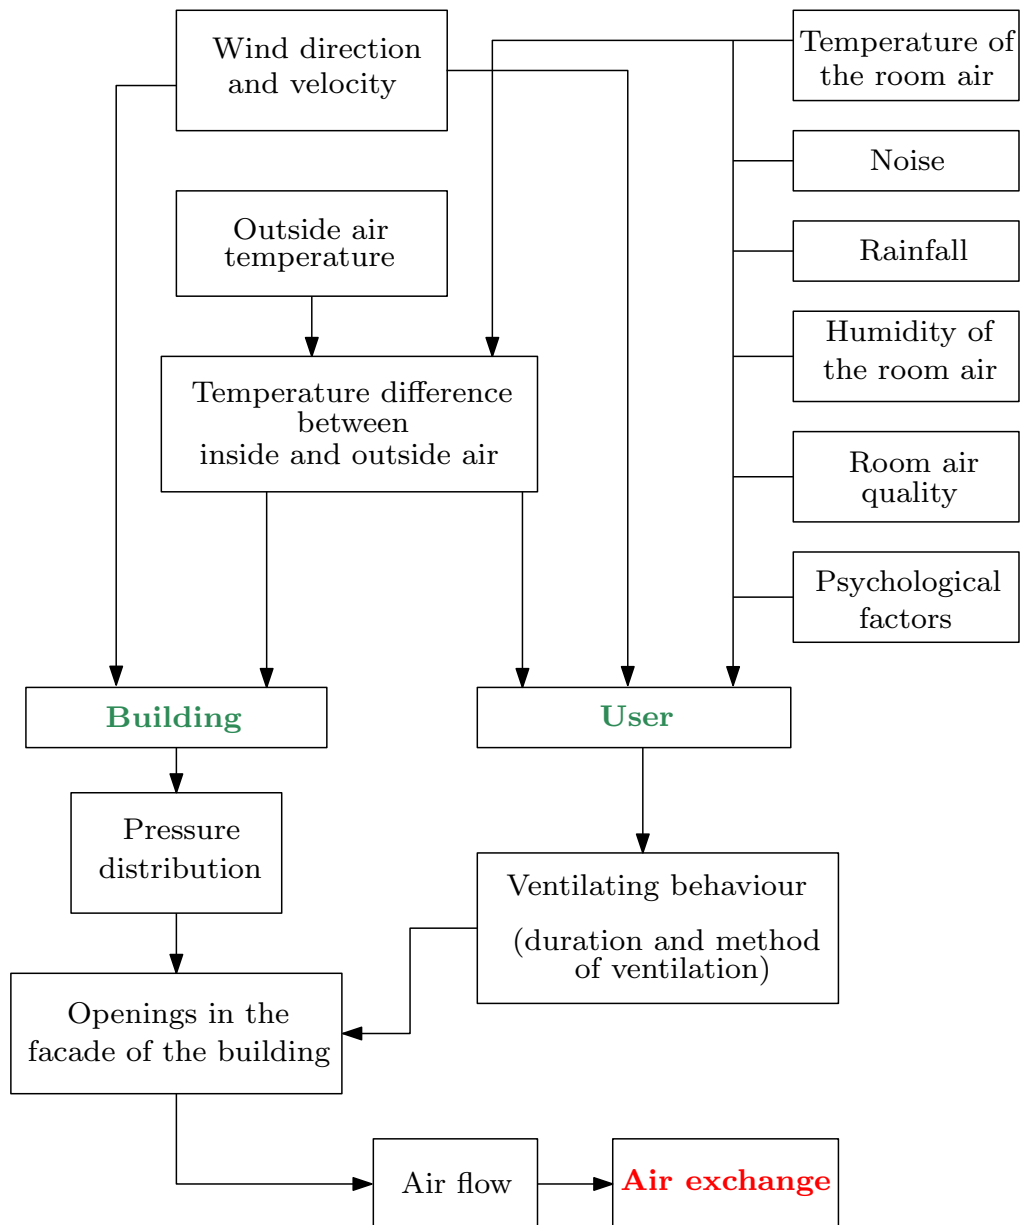 Wind direction
and velocity
Temperature of
the room air
Noise
Outside air
temperature
Rainfall
Humidity of
the room air
Temperature difference
between
inside and outside air
Room air
quality
Psychological
factors
Building
User
Pressure
distribution
Ventilating behaviour
(duration and method
of ventilation)
Openings in the
facade of the building
Air flow
Air exchange